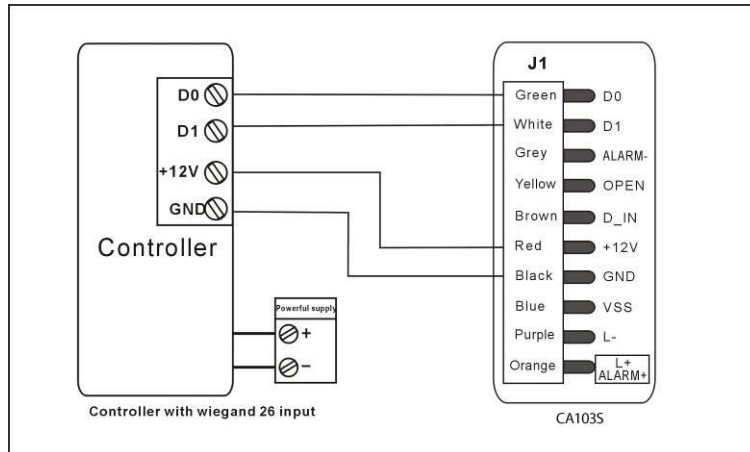 J1
D0
D1
+12V
GND
Controller
Powerful supply
+
−
Controller with wiegand 26 input
Green D0
White D1
Grey ALARM-
Yellow OPEN
Brown D_IN
Red +12V
Black GND
Blue VSS
Purple L-
Orange L+
ALARM+
CA103S